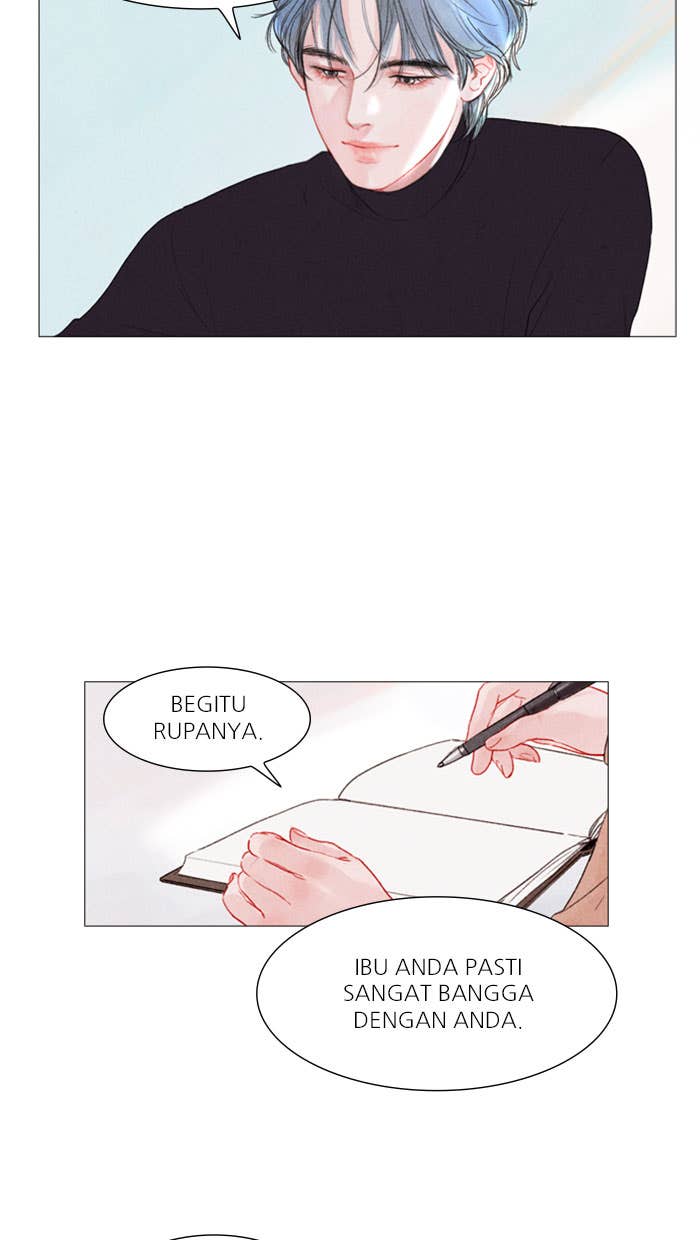 BEGITU
RUPANYA.
IBU ANDA PASTI
SANGAT BANGGA
DENGAN ANDA.